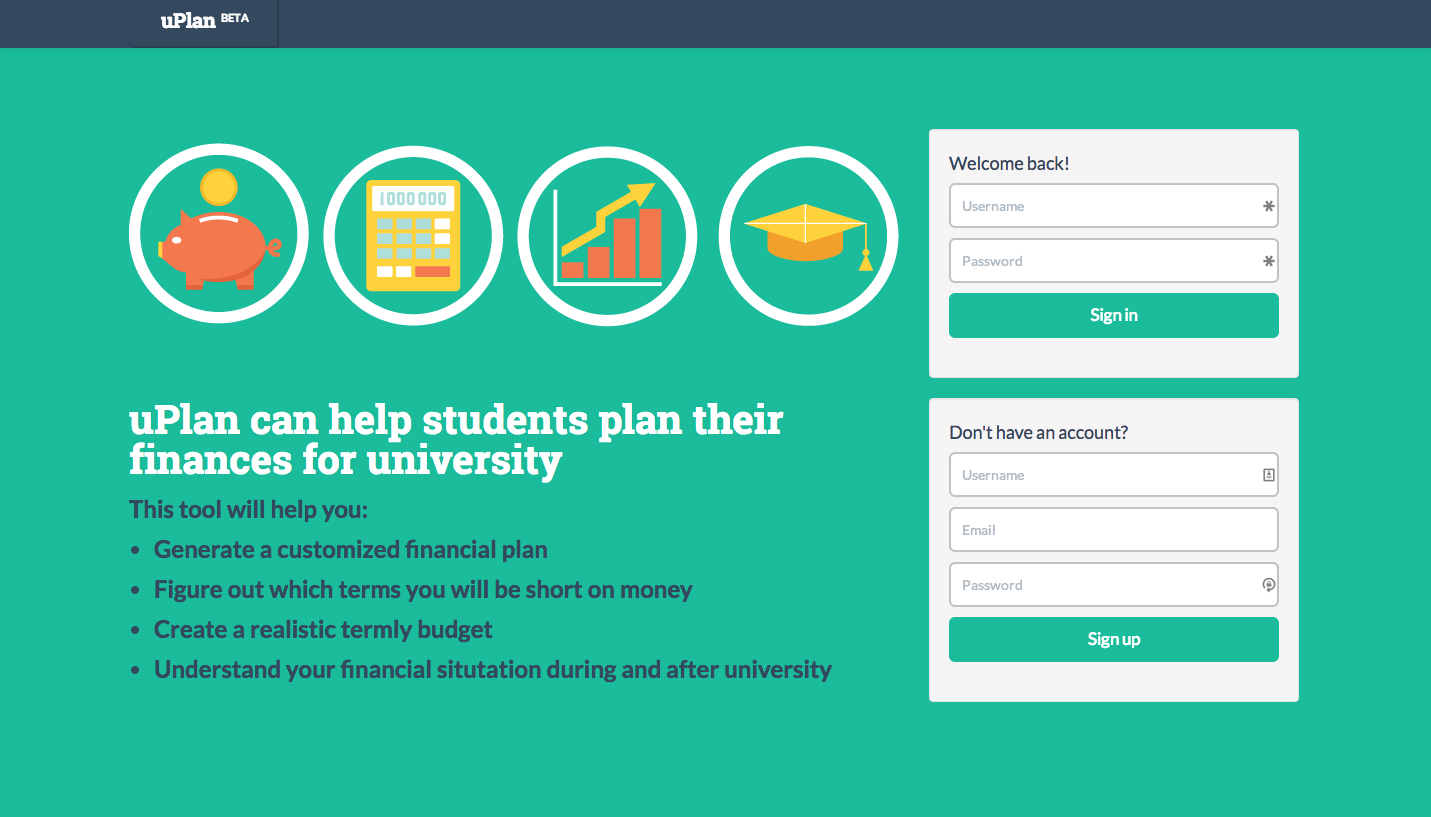 uPlan BETA
1000000
Welcome back!
Username
Password
Sign in
uPlan can help students plan their
finances for university
This tool will help you:
• Generate a customized financial plan
• Figure out which terms you will be short on money
• Create a realistic termly budget
• Understand your financial situtation during and after university
Don't have an account?
Username
Email
Password
Sign up